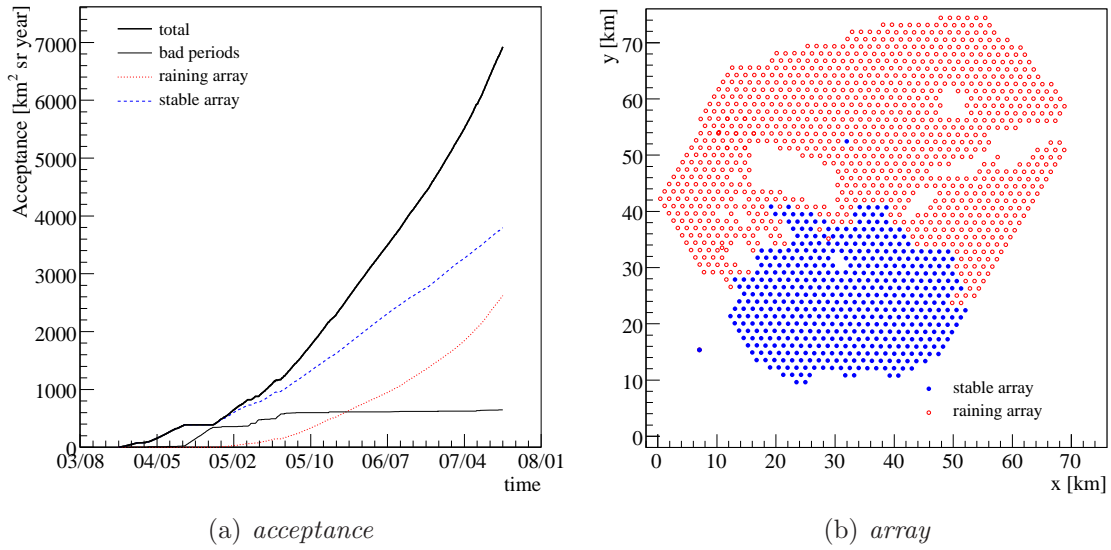 Acceptance [km² sr year]
7000
6000
5000
4000
3000
2000
1000
0
total
bad periods
raining array
stable array
03/08 04/05 05/02 05/10 06/07 07/04 08/01
time
(a) acceptance
y [km]
70
60
50
40
30
20
10
0
stable array
raining array
0 10 20 30 40 50 60 70
x [km]
(b) array